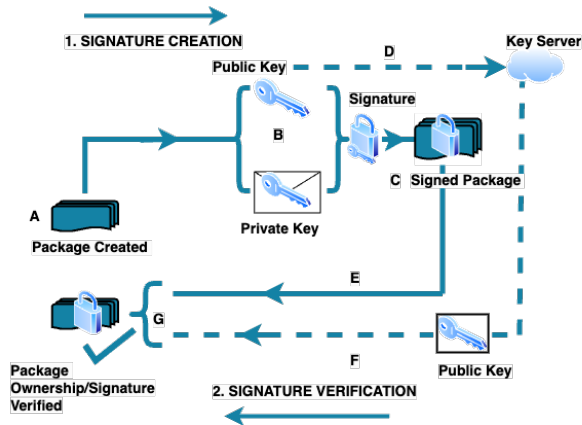 1. SIGNATURE CREATION
D
Key Server
Public Key
Signature
B
A
C
Signed Package
Private Key
Package Created
E
G
F
Public Key
Package
Ownership/Signature
Verified
2. SIGNATURE VERIFICATION